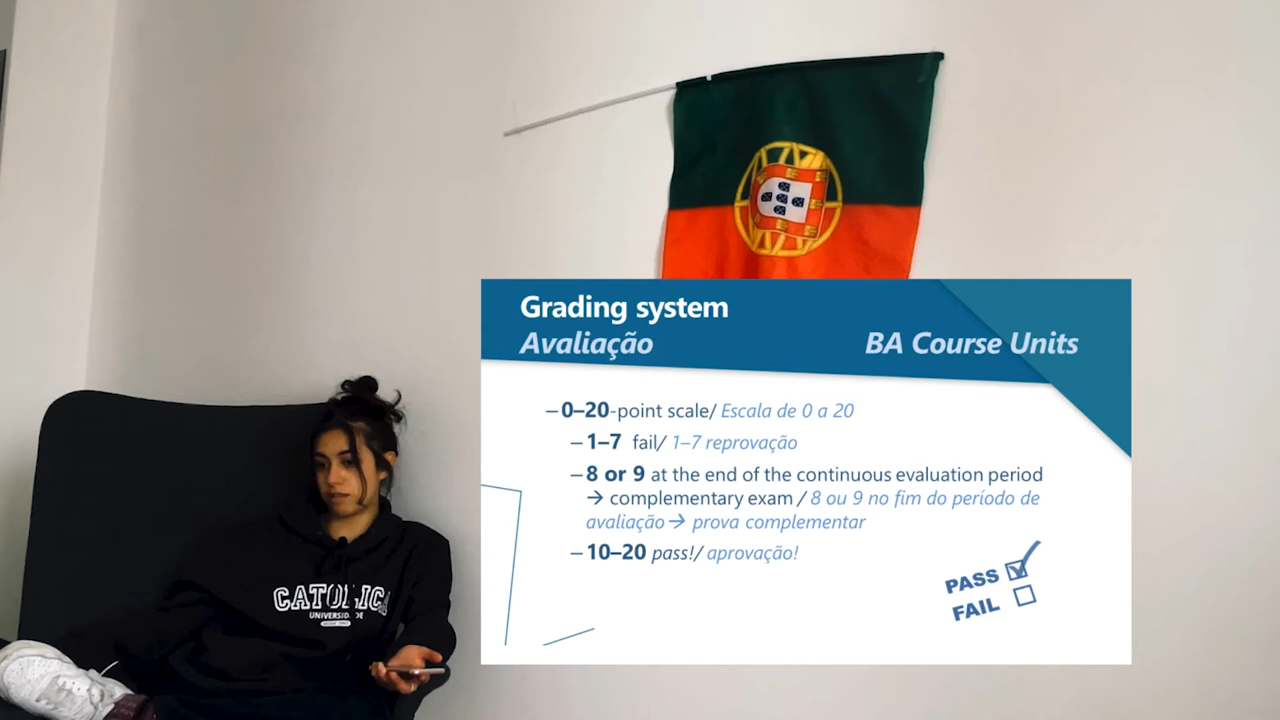 Grading system
Avaliação
BA Course Units
–0–20-point scale/ Escala de 0 a 20
–1–7 fail/ 1–7 reprovação
–8 or 9 at the end of the continuous evaluation period
→ complementary exam / 8 ou 9 no fim do período de
avaliação → prova complementar
–10–20 pass!/ aprovação!
PASS
FAIL
CATOLICA
UNIVERSIDADE